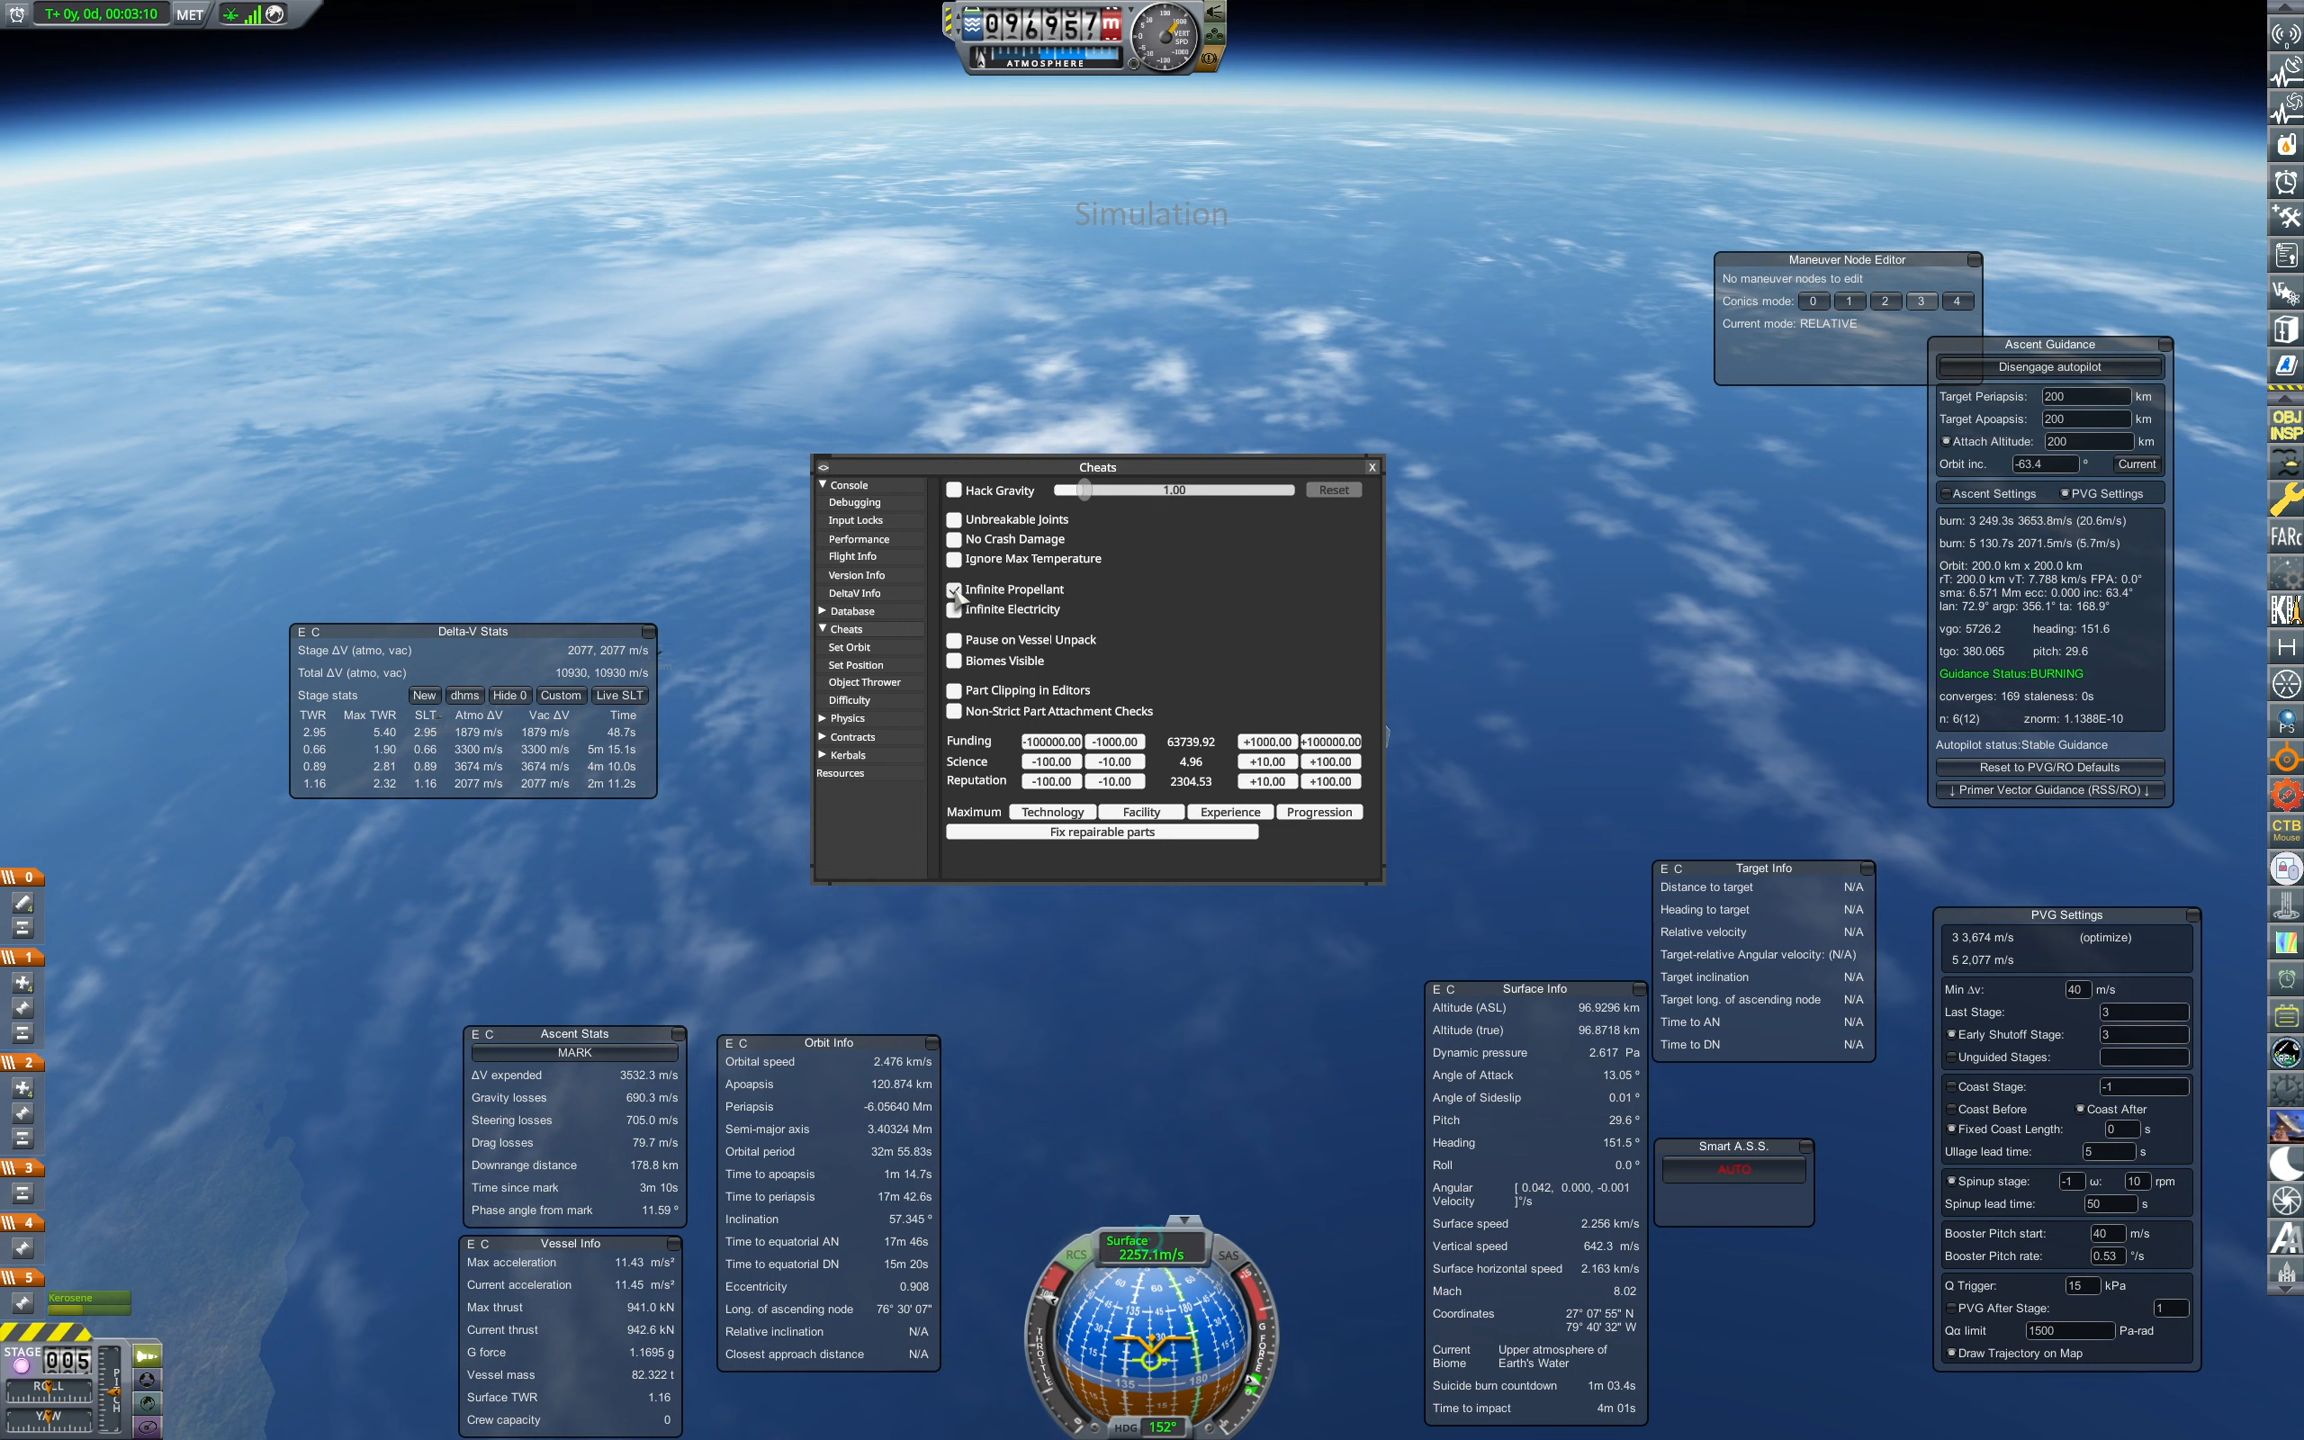 T+ 0y, 0d, 00:03:10 MET
096957m
VERT SPD
ATMOSPHERE
Simulation
Maneuver Node Editor
No maneuver nodes to edit
Conics mode: 0 1 2 3 4
Current mode: RELATIVE
Ascent Guidance
Disengage autopilot
Target Periapsis: 200 km
Target Apoapsis: 200 km
Attach Altitude: 200 km
Orbit inc. -63.4 º Current
Ascent Settings PVG Settings
burn: 3 249.3s 3653.8m/s (20.6m/s)
burn: 5 130.7s 2071.5m/s (5.7m/s)
Orbit: 200.0 km x 200.0 km
rT: 200.0 km vT: 7.788 km/s FPA: 0.0°
sma: 6.571 Mm ecc: 0.000 inc: 63.4°
lan: 72.9° argp: 356.1° ta: 168.9°
vgo: 5726.2 heading: 151.6
tgo: 380.065 pitch: 29.6
Guidance Status:BURNING
converges: 169 staleness: 0s
n: 6(12) znorm: 1.1388E-10
Autopilot status:Stable Guidance
Reset to PVG/RO Defaults
↓ Primer Vector Guidance (RSS/RO) ↓
Cheats
X
Console
Debugging
Input Locks
Performance
Flight Info
Version Info
DeltaV Info
Database
Cheats
Set Orbit
Set Position
Object Thrower
Difficulty
Physics
Contracts
Kerbals
Resources
Hack Gravity 1.00 Reset
Unbreakable Joints
No Crash Damage
Ignore Max Temperature
Infinite Propellant
Infinite Electricity
Pause on Vessel Unpack
Biomes Visible
Part Clipping in Editors
Non-Strict Part Attachment Checks
Funding -100000.00 -1000.00 63739.92 +1000.00 +100000.00
Science -100.00 -10.00 4.96 +10.00 +100.00
Reputation -100.00 -10.00 2304.53 +10.00 +100.00
Maximum Technology Facility Experience Progression
Fix repairable parts
E C Delta-V Stats
Stage ΔV (atmo, vac) 2077, 2077 m/s
Total ΔV (atmo, vac) 10930, 10930 m/s
Stage stats New dhms Hide 0 Custom Live SLT
TWR Max TWR SLT Atmo ΔV Vac ΔV Time
2.95 5.40 2.95 1879 m/s 1879 m/s 48.7s
0.66 1.90 0.66 3300 m/s 3300 m/s 5m 15.1s
0.89 2.81 0.89 3674 m/s 3674 m/s 4m 10.0s
1.16 2.32 1.16 2077 m/s 2077 m/s 2m 11.2s
E C Target Info
Distance to target N/A
Heading to target N/A
Relative velocity N/A
Target-relative Angular velocity: (N/A)
Target inclination N/A
Target long. of ascending node N/A
Time to AN N/A
Time to DN N/A
PVG Settings
3 3,674 m/s (optimize)
5 2,077 m/s
Min Δv: 40 m/s
Last Stage: 3
Early Shutoff Stage: 3
Unguided Stages:
Coast Stage: -1
Coast Before Coast After
Fixed Coast Length: 0 s
Ullage lead time: 5 s
Spinup stage: -1 ω: 10 rpm
Spinup lead time: 50 s
Booster Pitch start: 40 m/s
Booster Pitch rate: 0.53 °/s
Q Trigger: 15 kPa
PVG After Stage: 1
Qα limit 1500 Pa-rad
Draw Trajectory on Map
E C Surface Info
Altitude (ASL) 96.9296 km
Altitude (true) 96.8718 km
Dynamic pressure 2.617 Pa
Angle of Attack 13.05 º
Angle of Sideslip 0.01 º
Pitch 29.6 º
Heading 151.5 º
Roll 0.0 º
Angular Velocity [ 0.042, 0.000, -0.001 ]°/s
Surface speed 2.256 km/s
Vertical speed 642.3 m/s
Surface horizontal speed 2.163 km/s
Mach 8.02
Coordinates 27° 07' 55" N
79° 40' 32" W
Current Biome Upper atmosphere of Earth's Water
Suicide burn countdown 1m 03.4s
Time to impact 4m 01s
Smart A.S.S.
AUTO
E C Ascent Stats
MARK
ΔV expended 3532.3 m/s
Gravity losses 690.3 m/s
Steering losses 705.0 m/s
Drag losses 79.7 m/s
Downrange distance 178.8 km
Time since mark 3m 10s
Phase angle from mark 11.59 º
E C Vessel Info
Max acceleration 11.43 m/s²
Current acceleration 11.45 m/s²
Max thrust 941.0 kN
Current thrust 942.6 kN
G force 1.1695 g
Vessel mass 82.322 t
Surface TWR 1.16
Crew capacity 0
E C Orbit Info
Orbital speed 2.476 km/s
Apoapsis 120.874 km
Periapsis -6.05640 Mm
Semi-major axis 3.40324 Mm
Orbital period 32m 55.83s
Time to apoapsis 1m 14.7s
Time to periapsis 17m 42.6s
Inclination 57.345 º
Time to equatorial AN 17m 46s
Time to equatorial DN 15m 20s
Eccentricity 0.908
Long. of ascending node 76° 30' 07"
Relative inclination N/A
Closest approach distance N/A
0
1
2
3
4
5
Kerosene
STAGE 005
ROLL
YAW
PITCH
RCS Surface SAS
2257.1m/s
THROTTLE
G FORCE
HDG 152°
OBJ INSP
FARc
KK
H
PS
CTB
Mouse